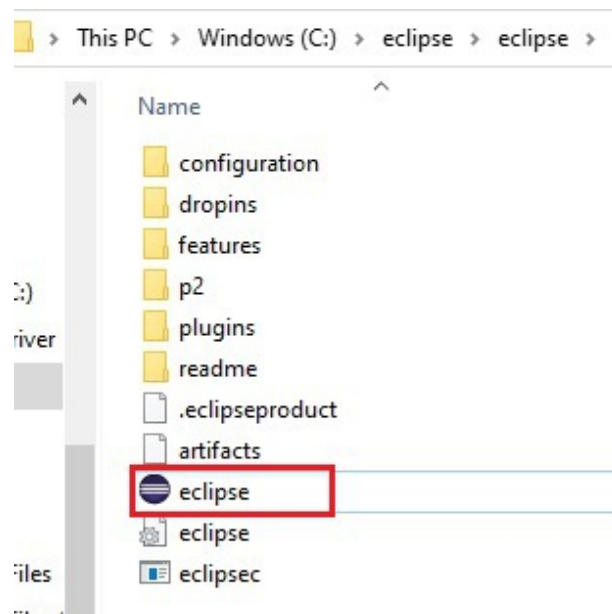 This PC > Windows (C:) > eclipse > eclipse >
Name
configuration
dropins
features
p2
C:)
plugins
river
readme
.eclipseproduct
artifacts
eclipse
eclipse
Files
eclipsec